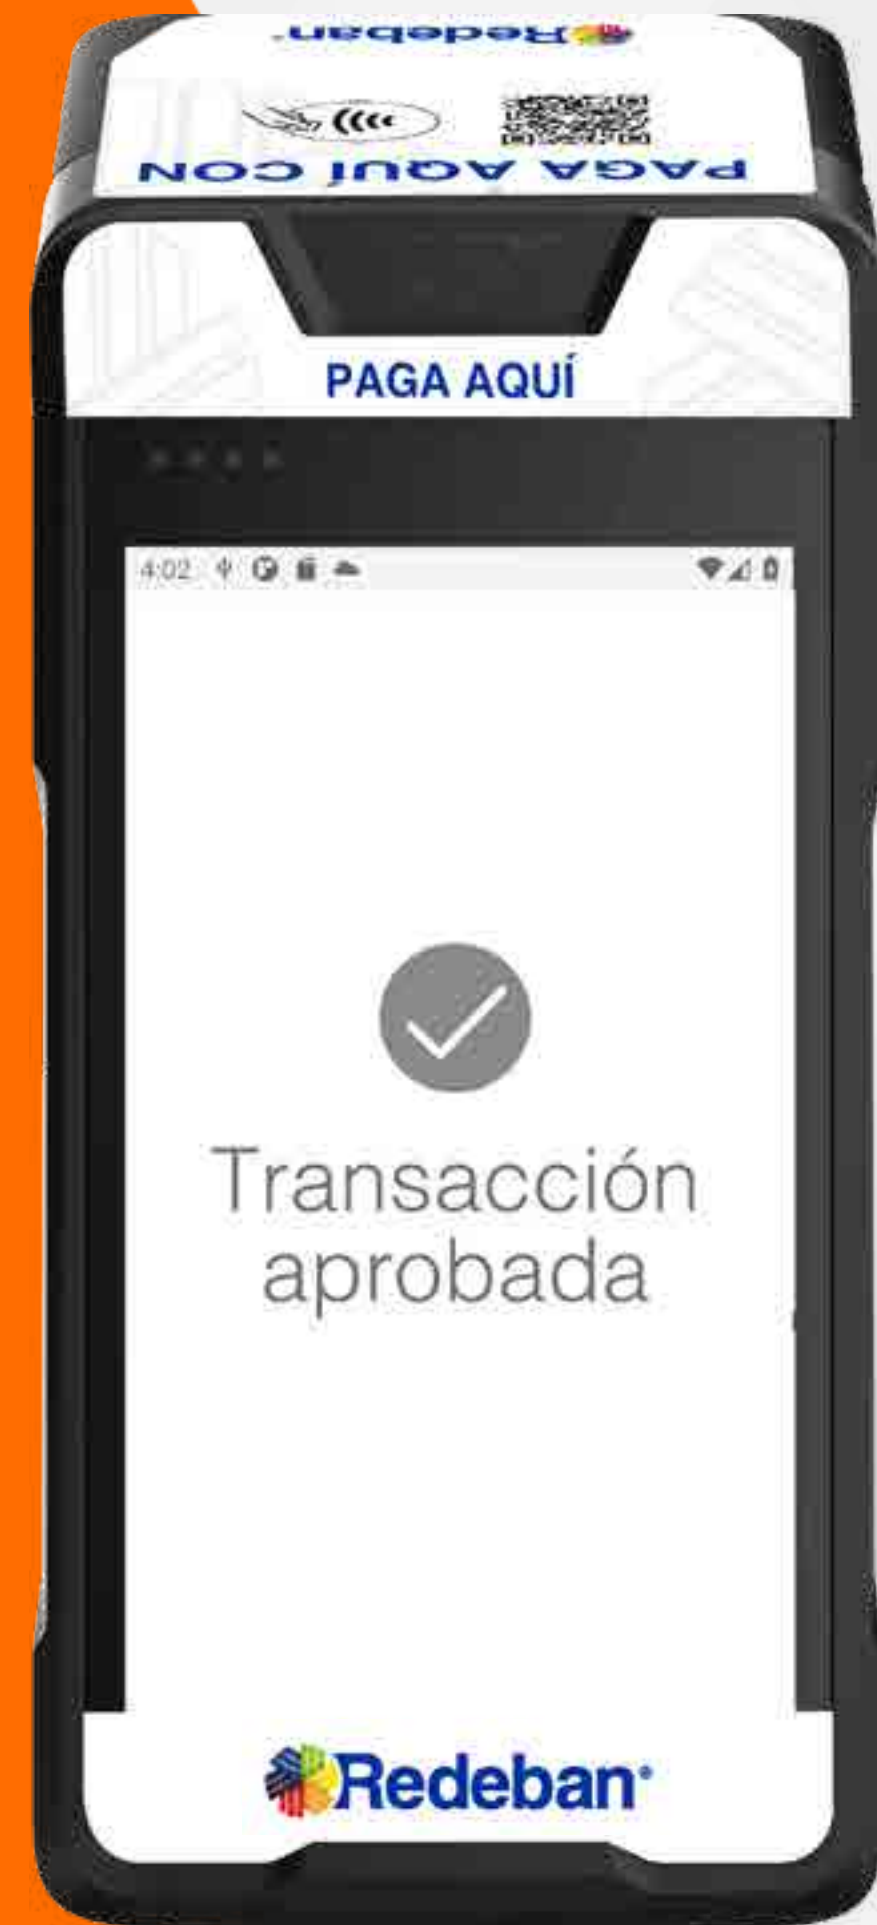 Redeban
PAGA AQUÍ CON
PAGA AQUÍ
4:02
Transacción
aprobada
Redeban